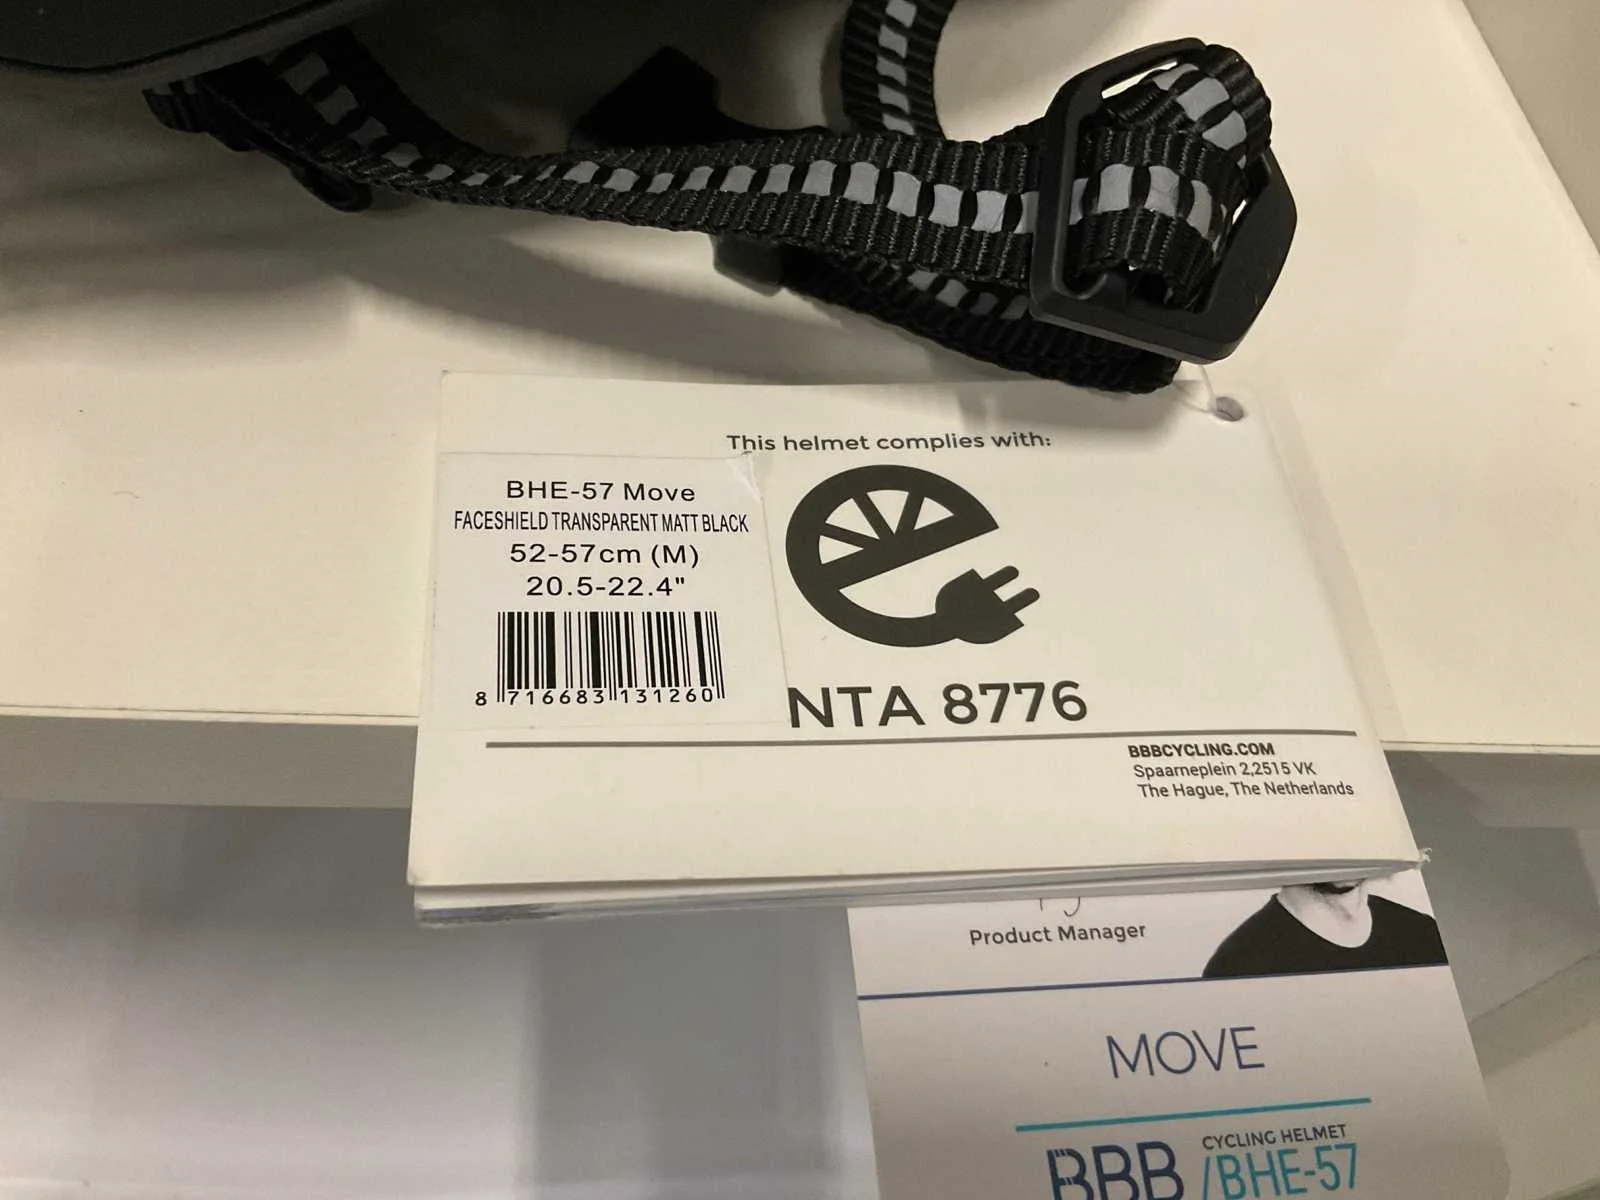 This helmet complies with:
BHE-57 Move
FACESHIELD TRANSPARENT MATT BLACK
52-57cm (M)
20.5-22.4"
8 716683 131260
NTA 8776
BBBCYCLING.COM
Spaarneplein 2,2515 VK
The Hague, The Netherlands
Product Manager
MOVE
BBB CYCLING HELMET
/BHE-57